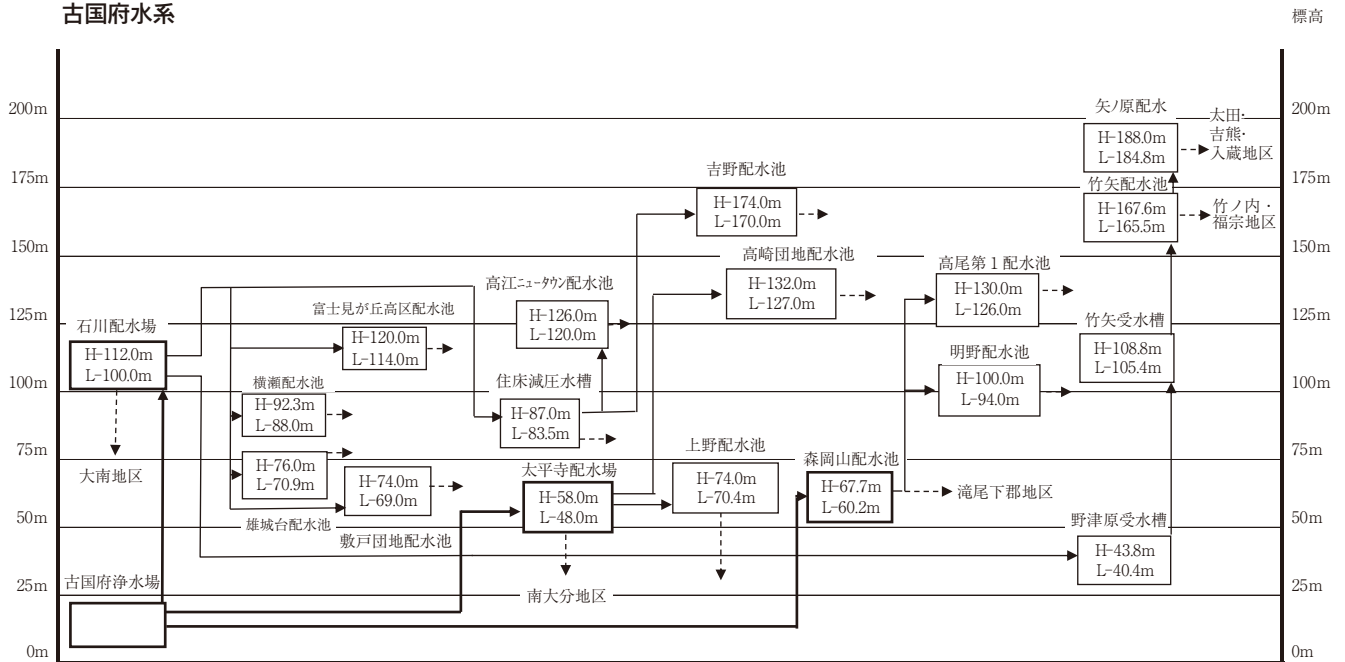 古国府水系
標高
200m
175m
150m
125m
100m
75m
50m
25m
0m
200m
175m
150m
125m
100m
75m
50m
25m
0m
矢ノ原配水
H-188.0m
L-184.8m
太田・
吉熊・
入蔵地区
竹矢配水池
H-167.6m
L-165.5m
竹ノ内・
福宗地区
吉野配水池
H-174.0m
L-170.0m
高崎団地配水池
H-132.0m
L-127.0m
高尾第1配水池
H-130.0m
L-126.0m
高江ニュータウン配水池
H-126.0m
L-120.0m
富士見が丘高区配水池
H-120.0m
L-114.0m
石川配水場
H-112.0m
L-100.0m
竹矢受水槽
H-108.8m
L-105.4m
明野配水池
H-100.0m
L-94.0m
横瀬配水池
H-92.3m
L-88.0m
住床減圧水槽
H-87.0m
L-83.5m
大南地区
H-76.0m
L-70.9m
雄城台配水池
H-74.0m
L-69.0m
敷戸団地配水池
太平寺配水場
H-58.0m
L-48.0m
上野配水池
H-74.0m
L-70.4m
森岡山配水池
H-67.7m
L-60.2m
滝尾下郡地区
野津原受水槽
H-43.8m
L-40.4m
南大分地区
古国府浄水場